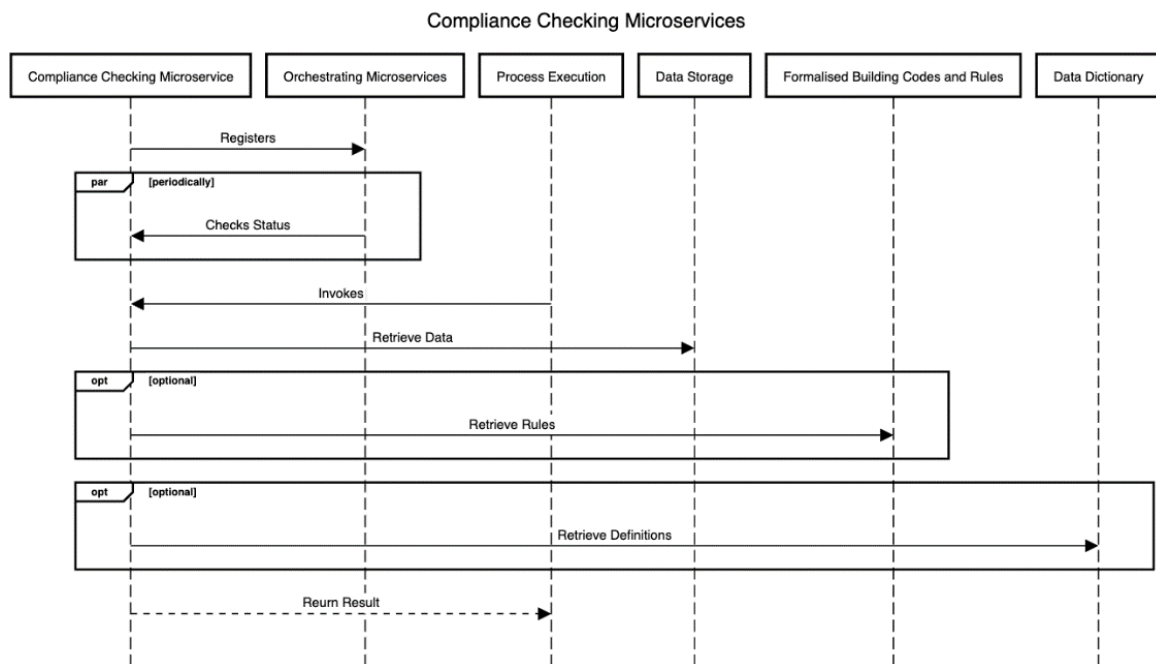 Compliance Checking Microservices
Compliance Checking Microservice
Orchestrating Microservices
Process Execution
Data Storage
Formalised Building Codes and Rules
Data Dictionary
Registers
par [periodically]
Checks Status
Invokes
Retrieve Data
opt [optional]
Retrieve Rules
opt [optional]
Retrieve Definitions
Reurn Result